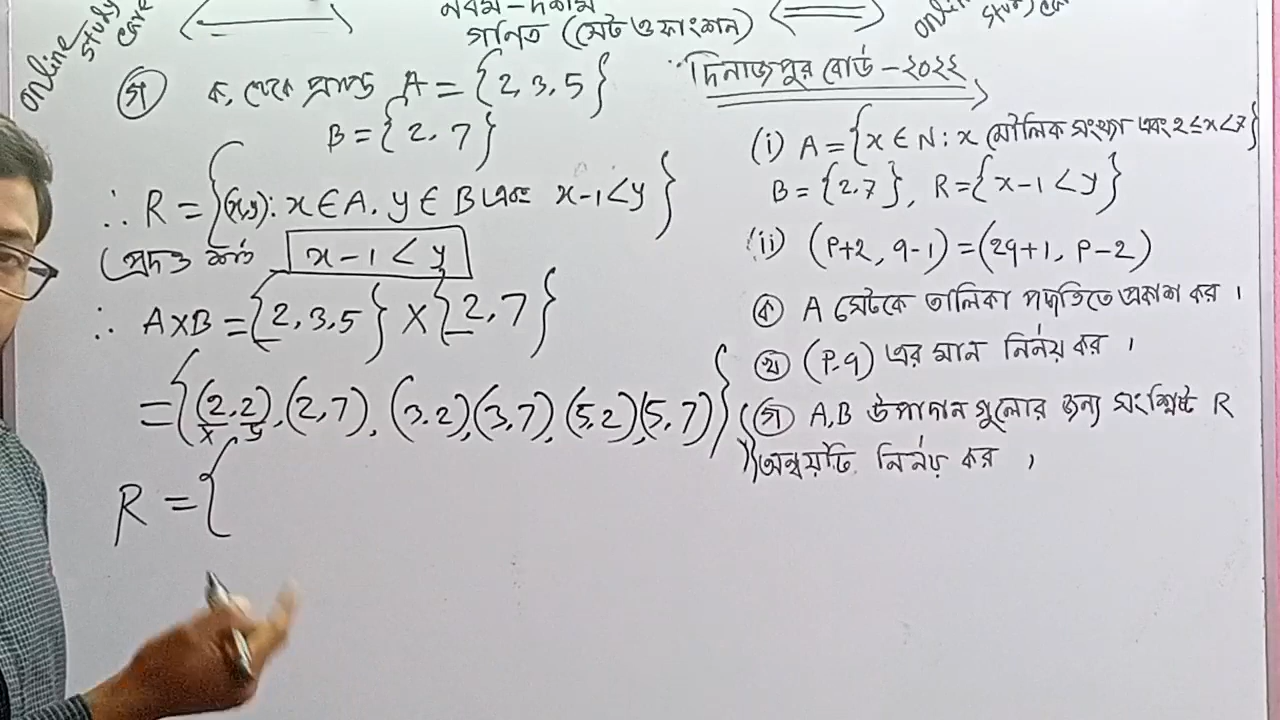 online study care
নবম-দশম
গণিত (সেট ও ফাংশন)
online study care
দিনাজপুর বোর্ড - ২০২২
গ ক, থেকে প্রাপ্ত A = {2, 3, 5}
B = {2, 7}
∴ R = {(x,y): x ∈ A, y ∈ B এবং x-1 < y}
প্রদত্ত শর্ত x-1 < y
∴ A×B = {2, 3, 5} × {2, 7}
= {(2,2), (2,7), (3,2), (3,7), (5,2), (5,7)}
x y
R = {
(i) A = {x ∈ N : x মৌলিক সংখ্যা এবং 2 ≤ x < 7}
B = {2, 7}, R = {x-1 < y}
(ii) (P+2, q-1) = (2q+1, P-2)
ক A সেটকে তালিকা পদ্ধতিতে প্রকাশ কর।
খ (P, q) এর মান নির্নয় কর।
গ A, B উপাদান গুলোর জন্য সংশ্লিষ্ট R
অন্বয়টি নির্নয় কর।